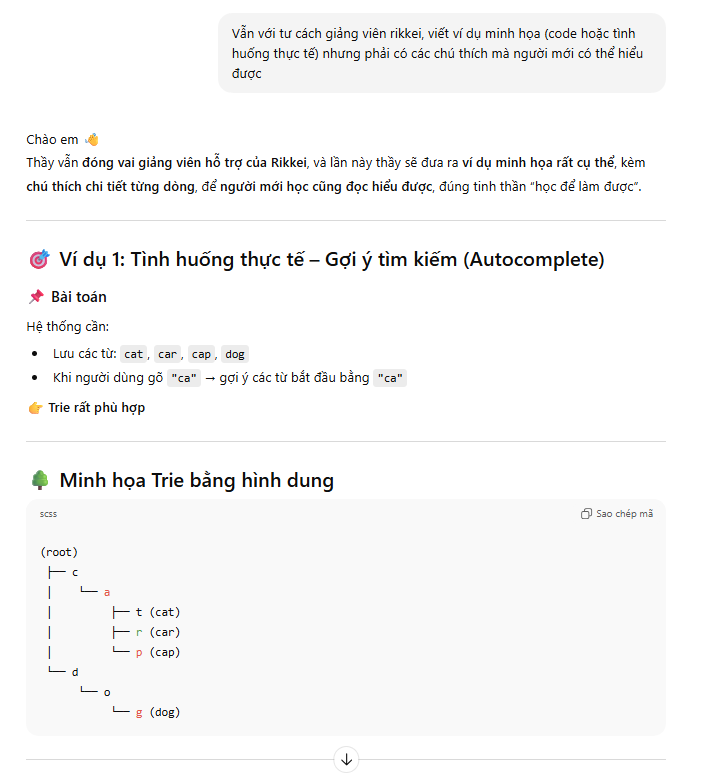 Vẫn với tư cách giảng viên rikkei, viết ví dụ minh họa (code hoặc tình
huống thực tế) nhưng phải có các chú thích mà người mới có thể hiểu
được
Chào em 👋
Thầy vẫn đóng vai giảng viên hỗ trợ của Rikkei, và lần này thầy sẽ đưa ra ví dụ minh họa rất cụ thể, kèm
chú thích chi tiết từng dòng, để người mới học cũng đọc hiểu được, đúng tinh thần "học để làm được".
🎯 Ví dụ 1: Tình huống thực tế – Gợi ý tìm kiếm (Autocomplete)
📌 Bài toán
Hệ thống cần:
• Lưu các từ: cat, car, cap, dog
• Khi người dùng gõ "ca" → gợi ý các từ bắt đầu bằng "ca"
👉 Trie rất phù hợp
🌳 Minh họa Trie bằng hình dung
scss
Sao chép mã
(root)
├── c
│   └── a
│       ├── t (cat)
│       ├── r (car)
│       └── p (cap)
└── d
    └── o
        └── g (dog)